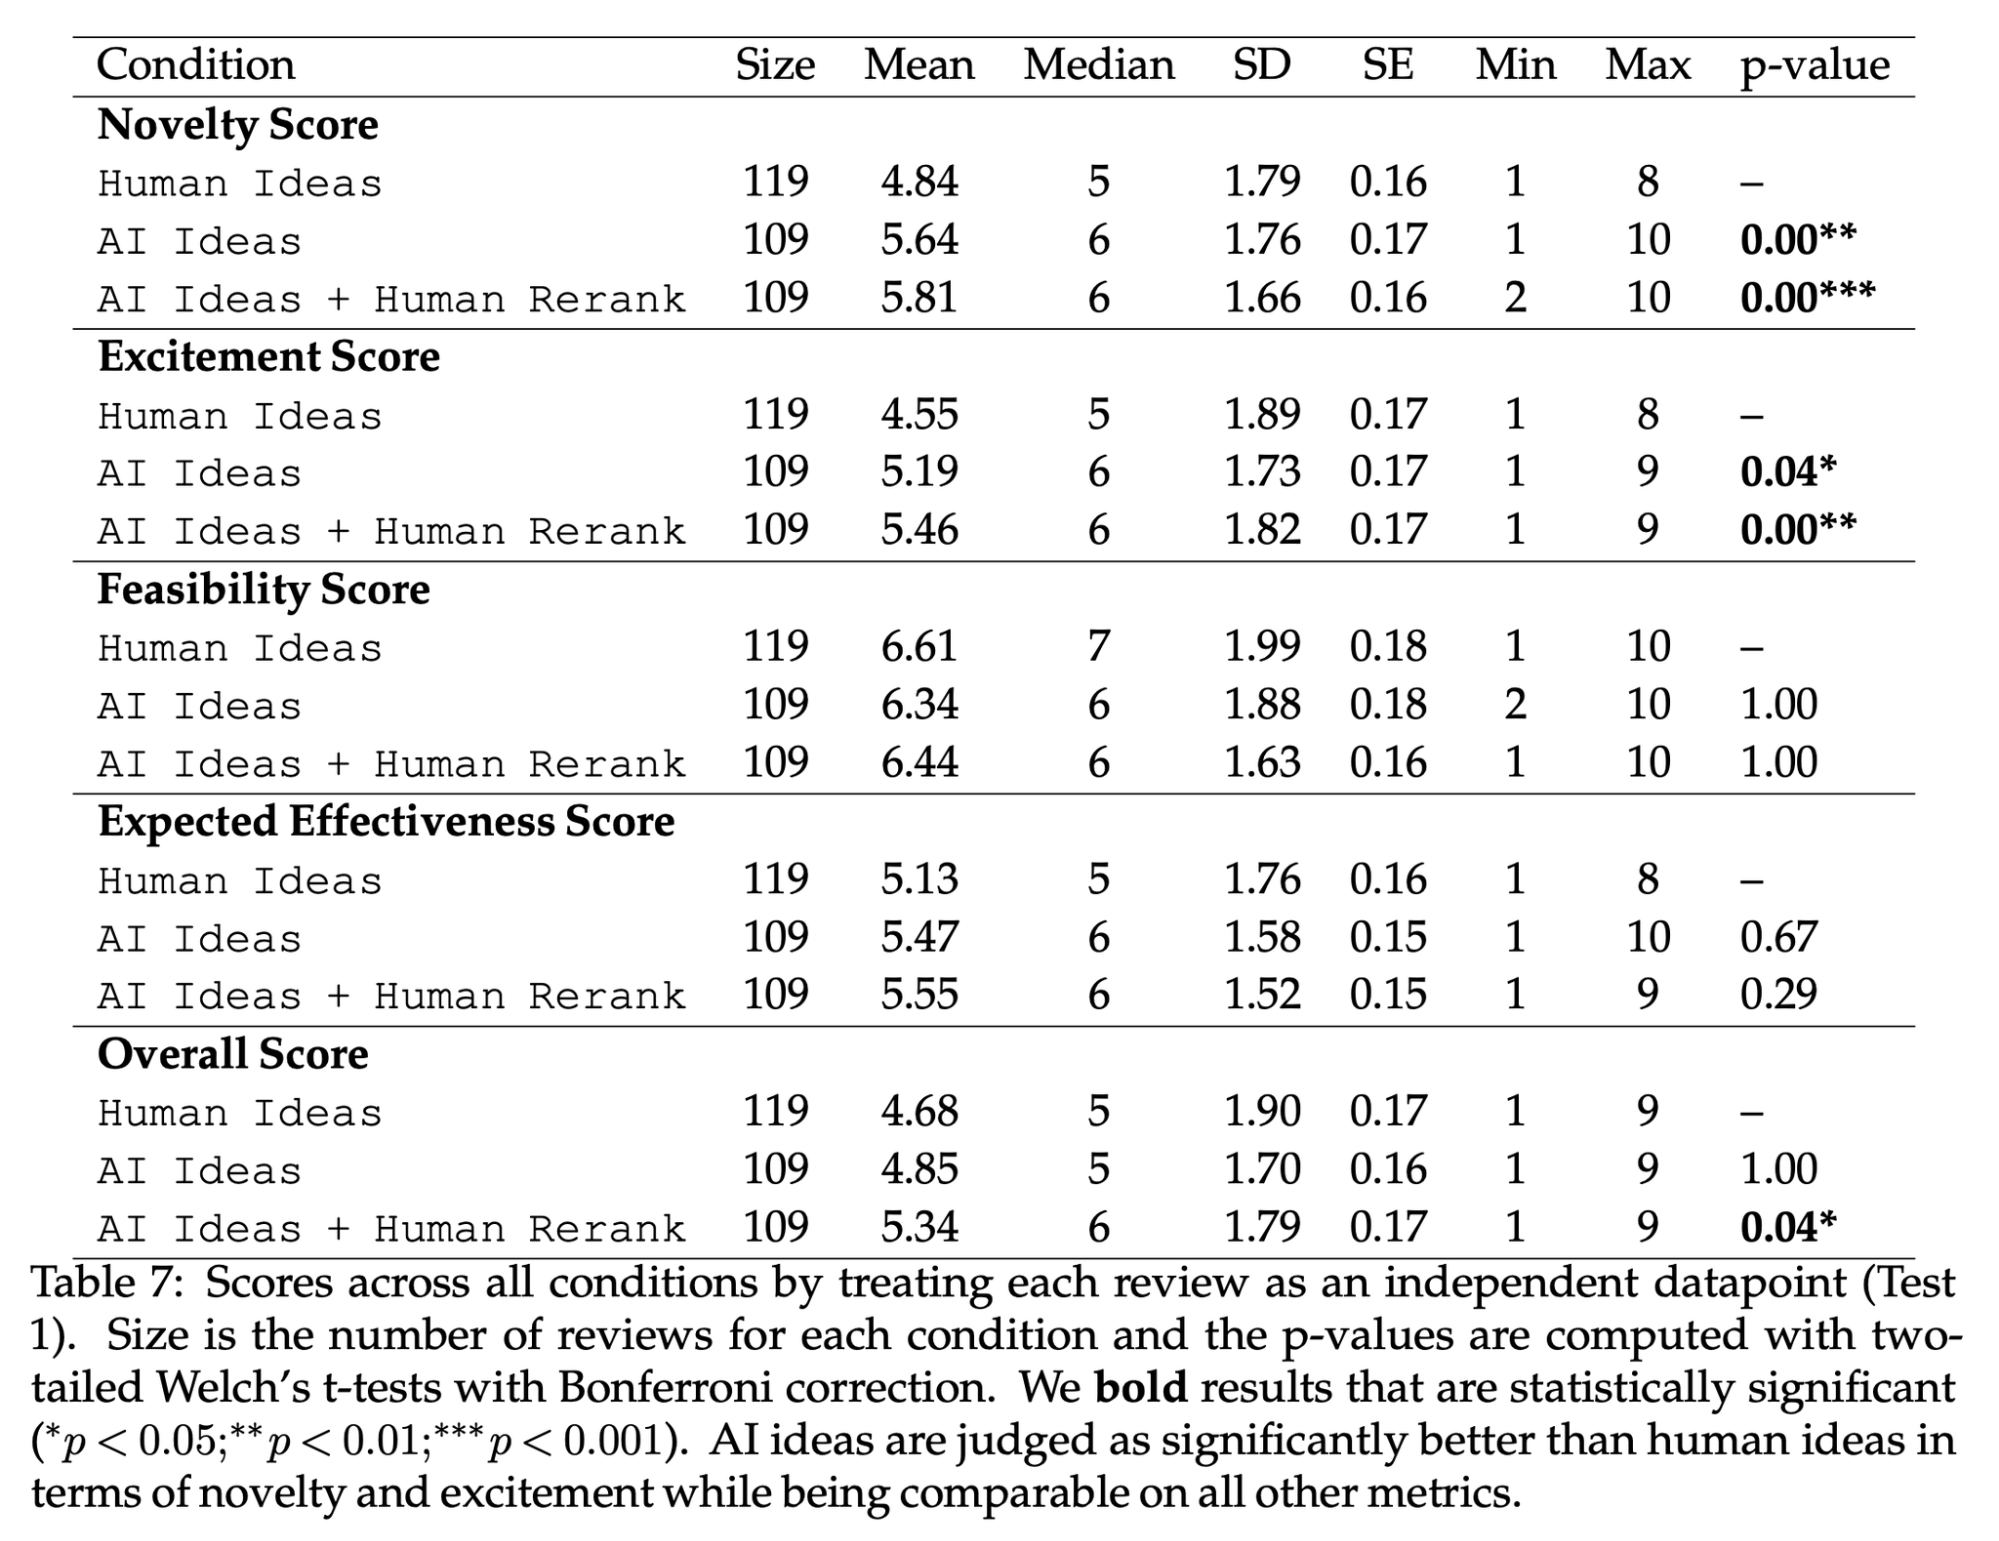 Condition Size Mean Median SD SE Min Max p-value
Novelty Score
Human Ideas 119 4.84 5 1.79 0.16 1 8 –
AI Ideas 109 5.64 6 1.76 0.17 1 10 0.00**
AI Ideas + Human Rerank 109 5.81 6 1.66 0.16 2 10 0.00***
Excitement Score
Human Ideas 119 4.55 5 1.89 0.17 1 8 –
AI Ideas 109 5.19 6 1.73 0.17 1 9 0.04*
AI Ideas + Human Rerank 109 5.46 6 1.82 0.17 1 9 0.00**
Feasibility Score
Human Ideas 119 6.61 7 1.99 0.18 1 10 –
AI Ideas 109 6.34 6 1.88 0.18 2 10 1.00
AI Ideas + Human Rerank 109 6.44 6 1.63 0.16 1 10 1.00
Expected Effectiveness Score
Human Ideas 119 5.13 5 1.76 0.16 1 8 –
AI Ideas 109 5.47 6 1.58 0.15 1 10 0.67
AI Ideas + Human Rerank 109 5.55 6 1.52 0.15 1 9 0.29
Overall Score
Human Ideas 119 4.68 5 1.90 0.17 1 9 –
AI Ideas 109 4.85 5 1.70 0.16 1 9 1.00
AI Ideas + Human Rerank 109 5.34 6 1.79 0.17 1 9 0.04*
Table 7: Scores across all conditions by treating each review as an independent datapoint (Test
1). Size is the number of reviews for each condition and the p-values are computed with two-
tailed Welch's t-tests with Bonferroni correction. We bold results that are statistically significant
(*p < 0.05;**p < 0.01;***p < 0.001). AI ideas are judged as significantly better than human ideas in
terms of novelty and excitement while being comparable on all other metrics.